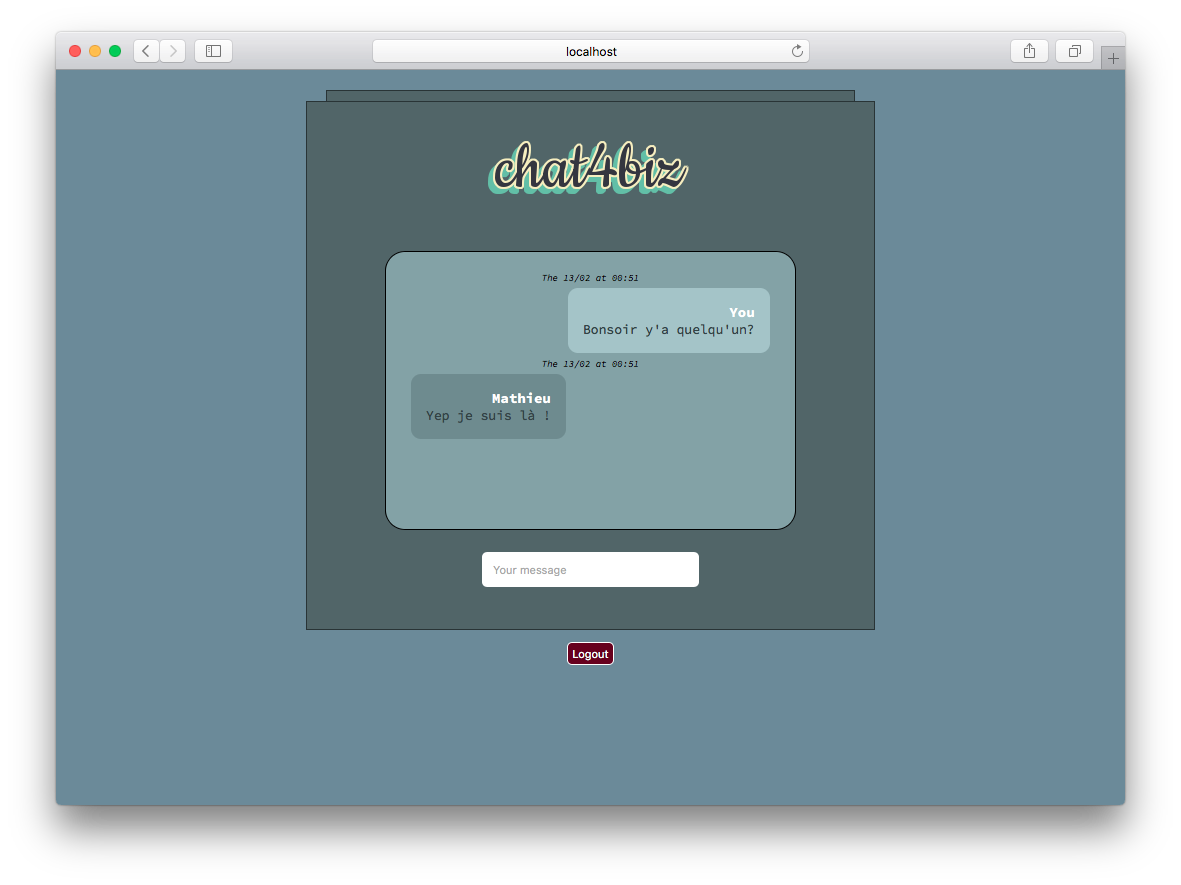 localhost
chat4biz
The 13/02 at 00:51
You
Bonsoir y'a quelqu'un?
The 13/02 at 00:51
Mathieu
Yep je suis là !
Your message
Logout